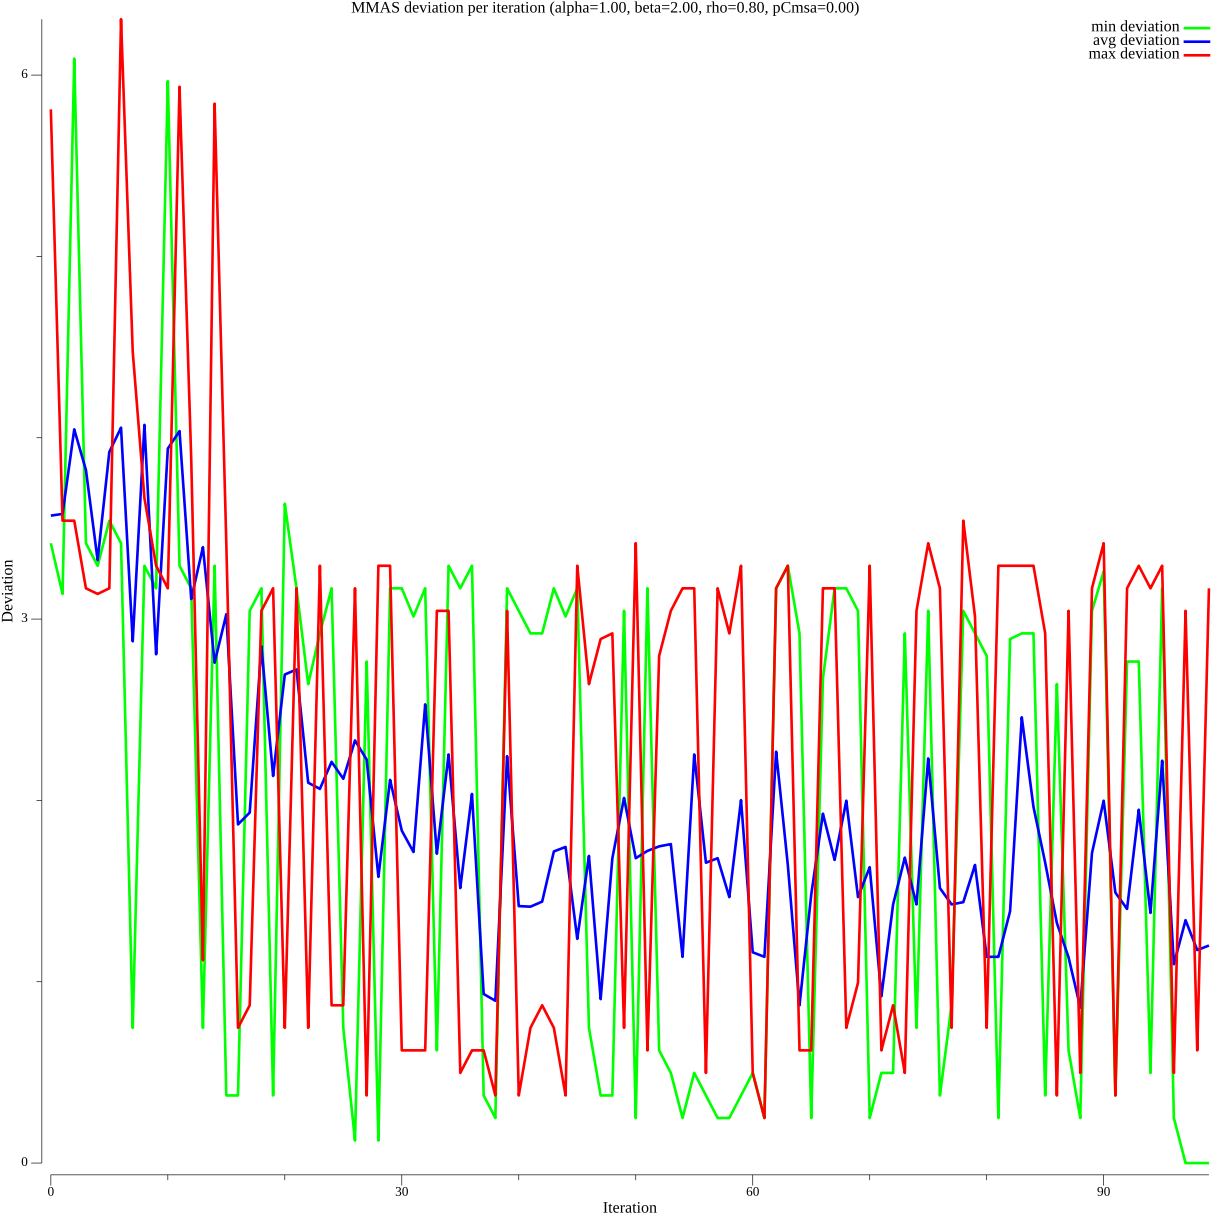 MMAS deviation per iteration (alpha=1.00, beta=2.00, rho=0.80, pCmsa=0.00)
min deviation
avg deviation
max deviation
6
3
0
Deviation
0 30 60 90
Iteration